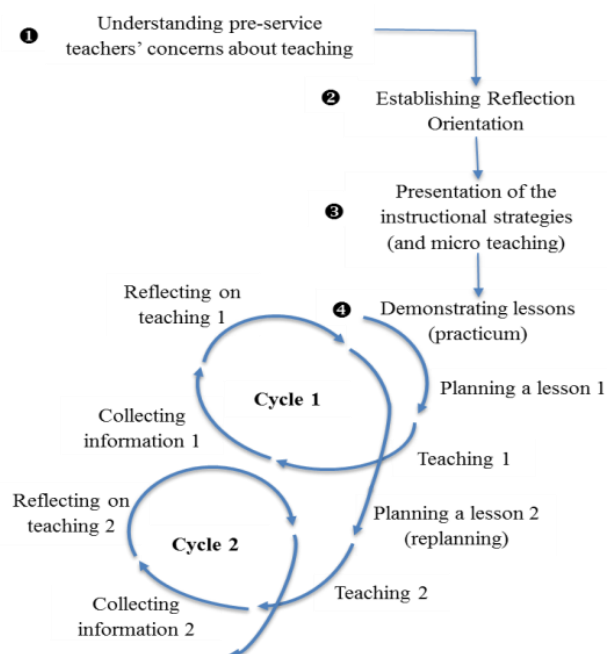 ❶ Understanding pre-service
teachers' concerns about teaching
❷ Establishing Reflection
Orientation
❸ Presentation of the
instructional strategies
(and micro teaching)
❹ Demonstrating lessons
(practicum)
Planning a lesson 1
Teaching 1
Collecting
information 1
Reflecting on
teaching 1
Cycle 1
Planning a lesson 2
(replanning)
Teaching 2
Collecting
information 2
Reflecting on
teaching 2
Cycle 2